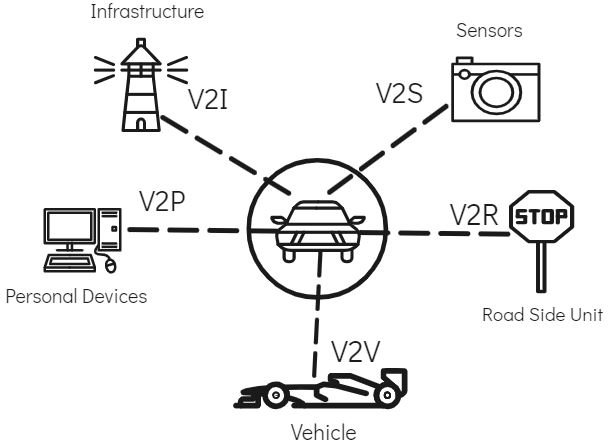 Infrastructure
Sensors
V2I
V2S
V2P
V2R
STOP
Personal Devices
Road Side Unit
V2V
Vehicle